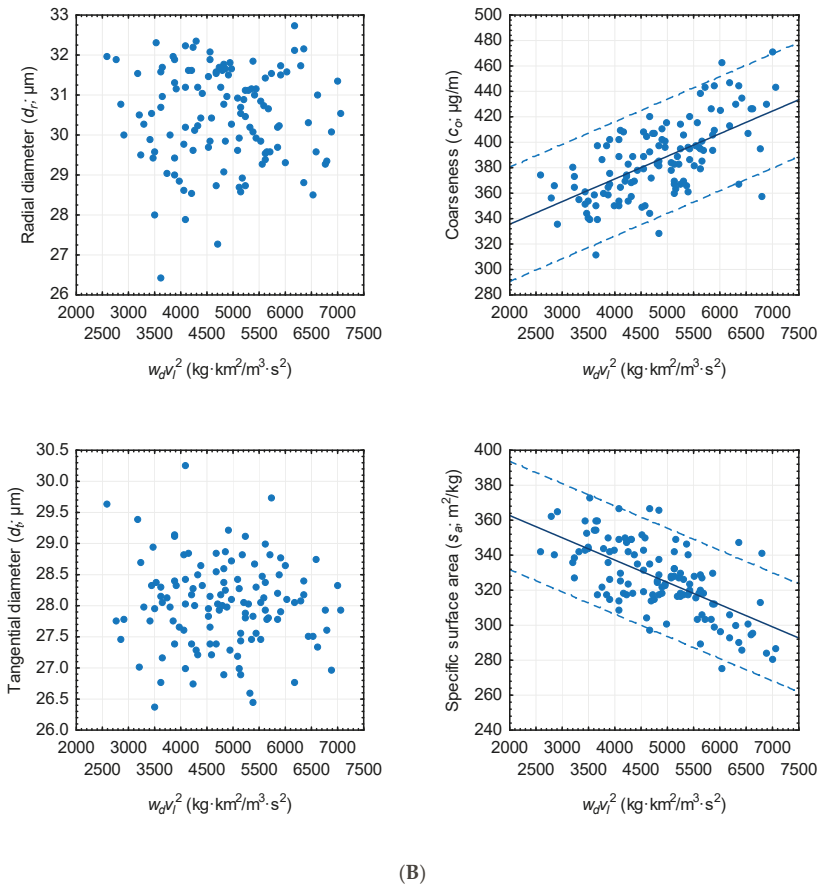 33
32
31
30
29
28
27
26
Radial diameter (dr; µm)
2000 3000 4000 5000 6000 7000
2500 3500 4500 5500 6500 7500
wdvl² (kg·km²/m³·s²)
500
480
460
440
420
400
380
360
340
320
300
280
Coarseness (co; µg/m)
2000 3000 4000 5000 6000 7000
2500 3500 4500 5500 6500 7500
wdvl² (kg·km²/m³·s²)
30.5
30.0
29.5
29.0
28.5
28.0
27.5
27.0
26.5
26.0
Tangential diameter (dt; µm)
2000 3000 4000 5000 6000 7000
2500 3500 4500 5500 6500 7500
wdvl² (kg·km²/m³·s²)
400
380
360
340
320
300
280
260
240
Specific surface area (sa; m²/kg)
2000 3000 4000 5000 6000 7000
2500 3500 4500 5500 6500 7500
wdvl² (kg·km²/m³·s²)
(B)